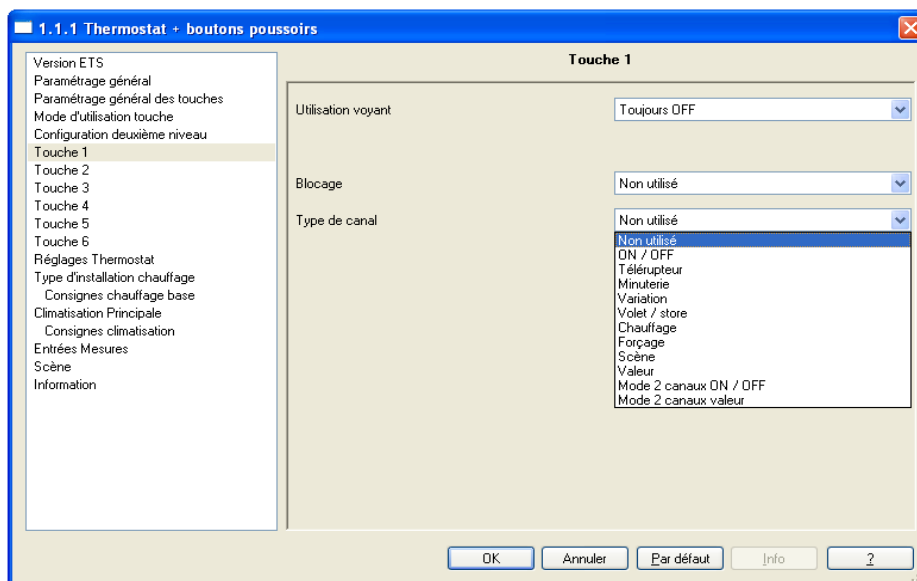 1.1.1 Thermostat + boutons poussoirs
Version ETS
Paramétrage général
Paramétrage général des touches
Mode d'utilisation touche
Configuration deuxième niveau
Touche 1
Touche 2
Touche 3
Touche 4
Touche 5
Touche 6
Réglages Thermostat
Type d'installation chauffage
Consignes chauffage base
Climatisation Principale
Consignes climatisation
Entrées Mesures
Scène
Information
Touche 1
Utilisation voyant
Toujours OFF
Blocage
Non utilisé
Type de canal
Non utilisé
Non utilisé
ON / OFF
Télérupteur
Minuterie
Variation
Volet / store
Chauffage
Forçage
Scène
Valeur
Mode 2 canaux ON / OFF
Mode 2 canaux valeur
OK
Annuler
Par défaut
Info
?